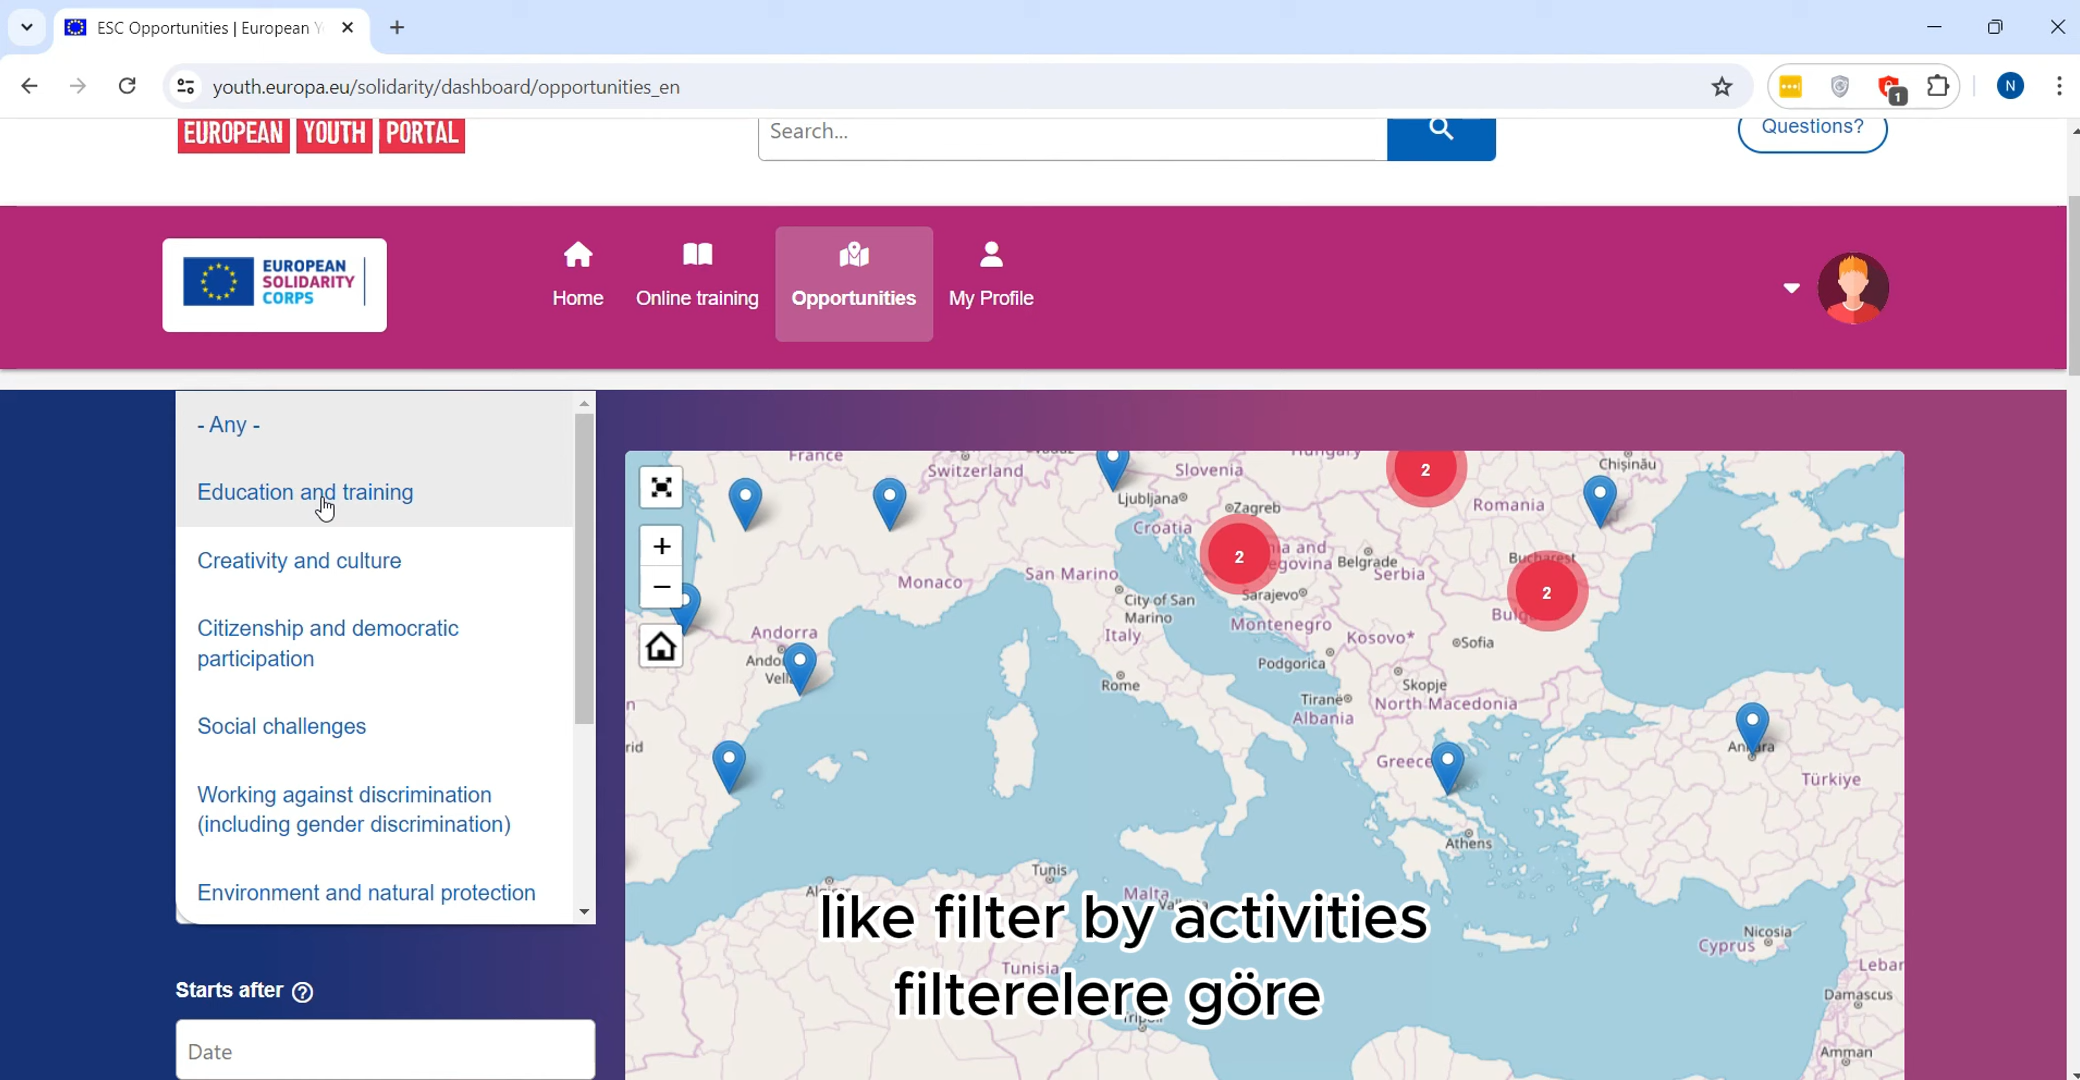 ESC Opportunities | European Y
youth.europa.eu/solidarity/dashboard/opportunities_en
1
N
EUROPEAN YOUTH PORTAL
Search...
Questions?
EUROPEAN
SOLIDARITY
CORPS
Home
Online training
Opportunities
My Profile
- Any -
Education and training
Creativity and culture
Citizenship and democratic
participation
Social challenges
Working against discrimination
(including gender discrimination)
Environment and natural protection
Starts after ?
Date
France
Switzerland
Slovenia
Hungary
2
Chișinău
Ljubljana
Zagreb
Romania
Croatia
2
Belgrade
Bucharest
Monaco
San Marino
Serbia
2
City of San
Marino
Sarajevo
Andorra
Italy
Montenegro
Kosovo*
Sofia
Podgorica
Rome
Skopje
Tiranë
North Macedonia
Albania
Ankara
Greece
Türkiye
Athens
Tunis
Malta
like filter by activities
Nicosia
Cyprus
Tunisia
filterelere göre
Damascus
Amman